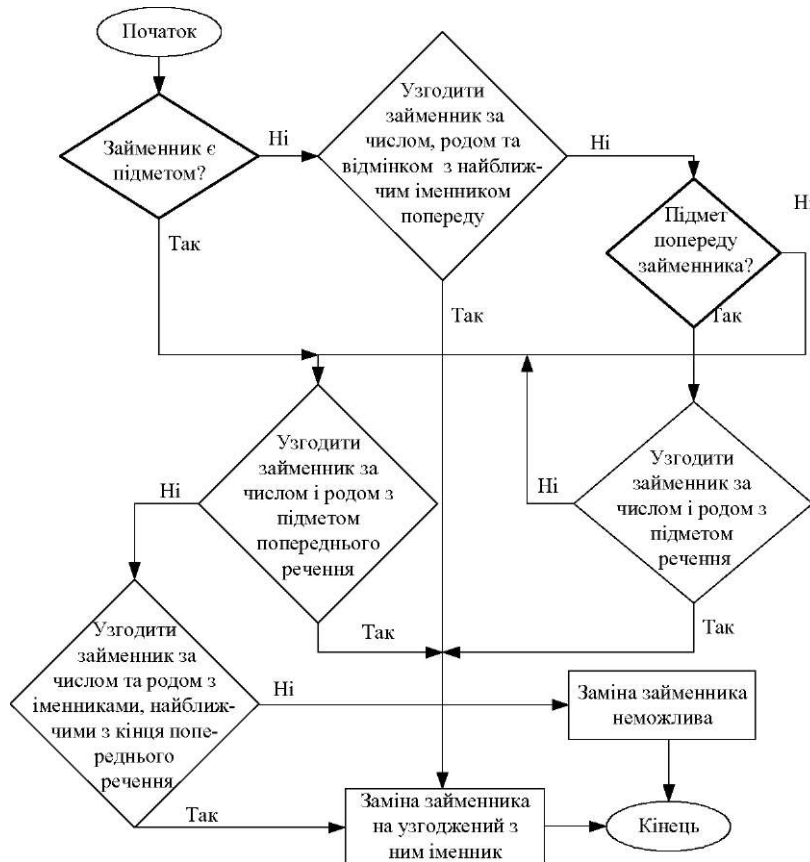 Початок
Займенник є
підметом?
Ні
Так
Узгодити
займенник за
числом, родом та
відмінком з найближ-
чим іменником
попереду
Ні
Так
Підмет
попереду
займенника?
Ні
Так
Узгодити
займенник за
числом і родом з
підметом
попереднього
речення
Ні
Так
Узгодити
займенник за
числом і родом з
підметом
речення
Ні
Так
Узгодити
займенник за
числом та родом з
іменниками, найближ-
чими з кінця попе-
реднього
речення
Ні
Так
Заміна займенника
неможлива
Заміна займенника
на узгоджений з
ним іменник
Кінець